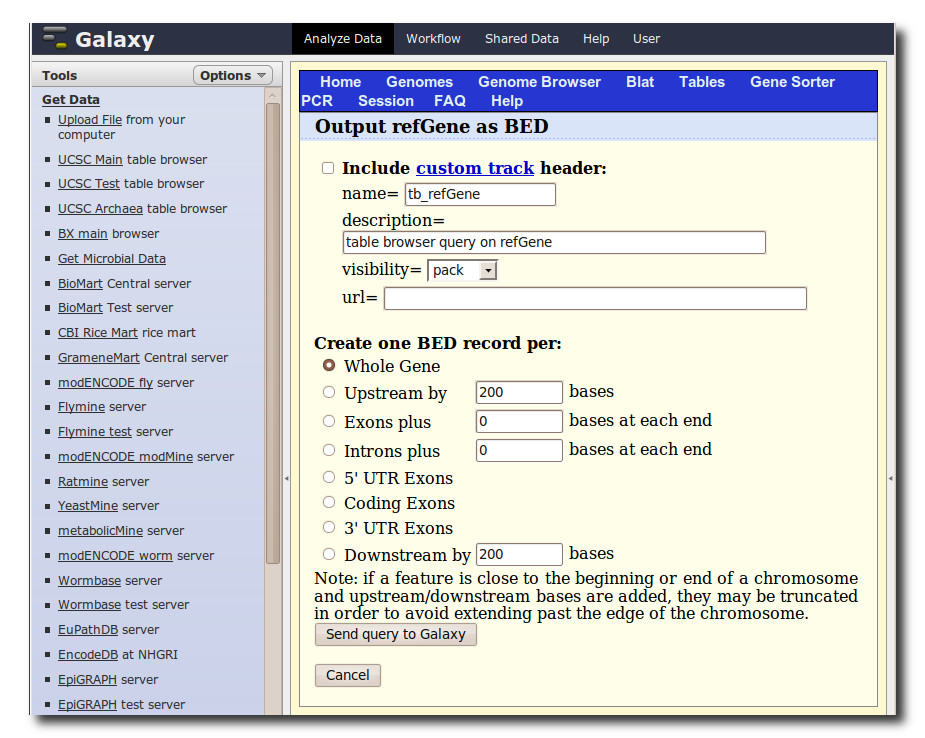 Galaxy
Analyze Data Workflow Shared Data Help User
Tools Options
Get Data
Upload File from your
computer
UCSC Main table browser
UCSC Test table browser
UCSC Archaea table browser
BX main browser
Get Microbial Data
BioMart Central server
BioMart Test server
CBI Rice Mart rice mart
GrameneMart Central server
modENCODE fly server
Flymine server
Flymine test server
modENCODE modMine server
Ratmine server
YeastMine server
metabolicMine server
modENCODE worm server
Wormbase server
Wormbase test server
EuPathDB server
EncodeDB at NHGRI
EpiGRAPH server
EpiGRAPH test server
Home Genomes Genome Browser Blat Tables Gene Sorter
PCR Session FAQ Help
Output refGene as BED
Include custom track header:
name= tb_refGene
description=
table browser query on refGene
visibility= pack
url=
Create one BED record per:
Whole Gene
Upstream by 200 bases
Exons plus 0 bases at each end
Introns plus 0 bases at each end
5' UTR Exons
Coding Exons
3' UTR Exons
Downstream by 200 bases
Note: if a feature is close to the beginning or end of a chromosome
and upstream/downstream bases are added, they may be truncated
in order to avoid extending past the edge of the chromosome.
Send query to Galaxy
Cancel